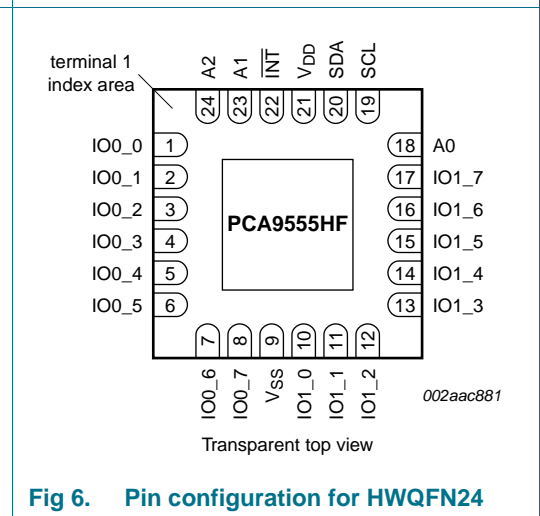 terminal 1
index area
A2
A1
INT
VDD
SDA
SCL
24
23
22
21
20
19
IO0_0 1
IO0_1 2
IO0_2 3
IO0_3 4
IO0_4 5
IO0_5 6
PCA9555HF
18 A0
17 IO1_7
16 IO1_6
15 IO1_5
14 IO1_4
13 IO1_3
7
8
9
10
11
12
IO0_6
IO0_7
VSS
IO1_0
IO1_1
IO1_2
002aac881
Transparent top view
Fig 6. Pin configuration for HWQFN24